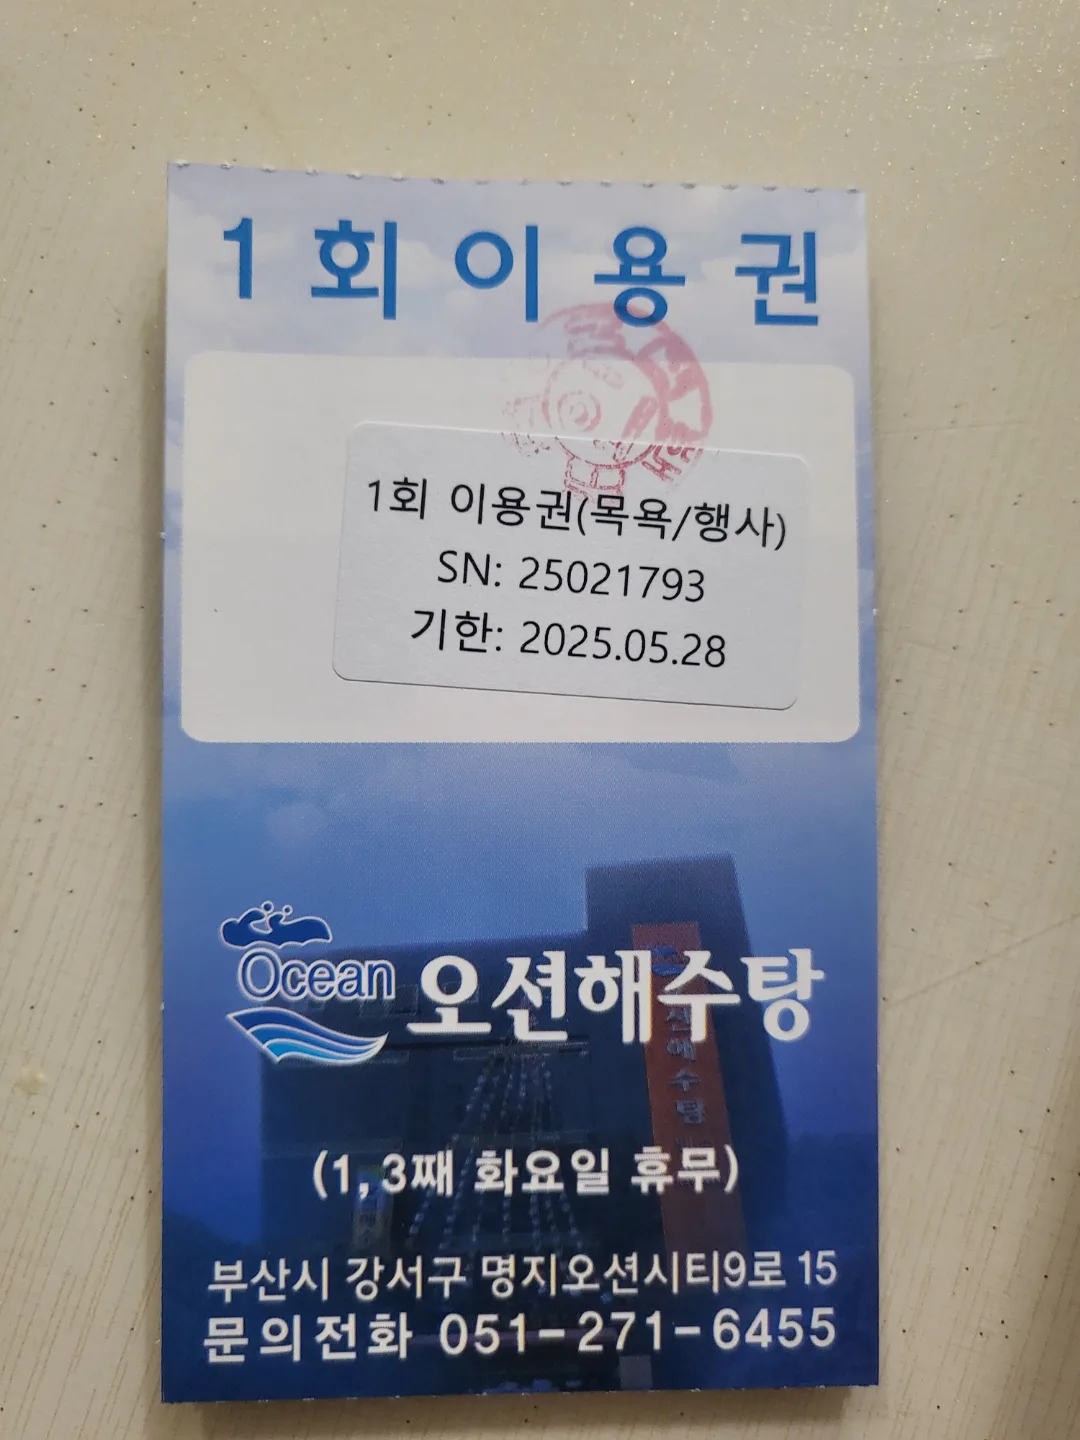 1회이용권
1회 이용권(목욕/행사)
SN: 25021793
기한: 2025.05.28
Ocean 오션해수탕
(1, 3째 화요일 휴무)
부산시 강서구 명지오션시티9로 15
문의전화 051-271-6455